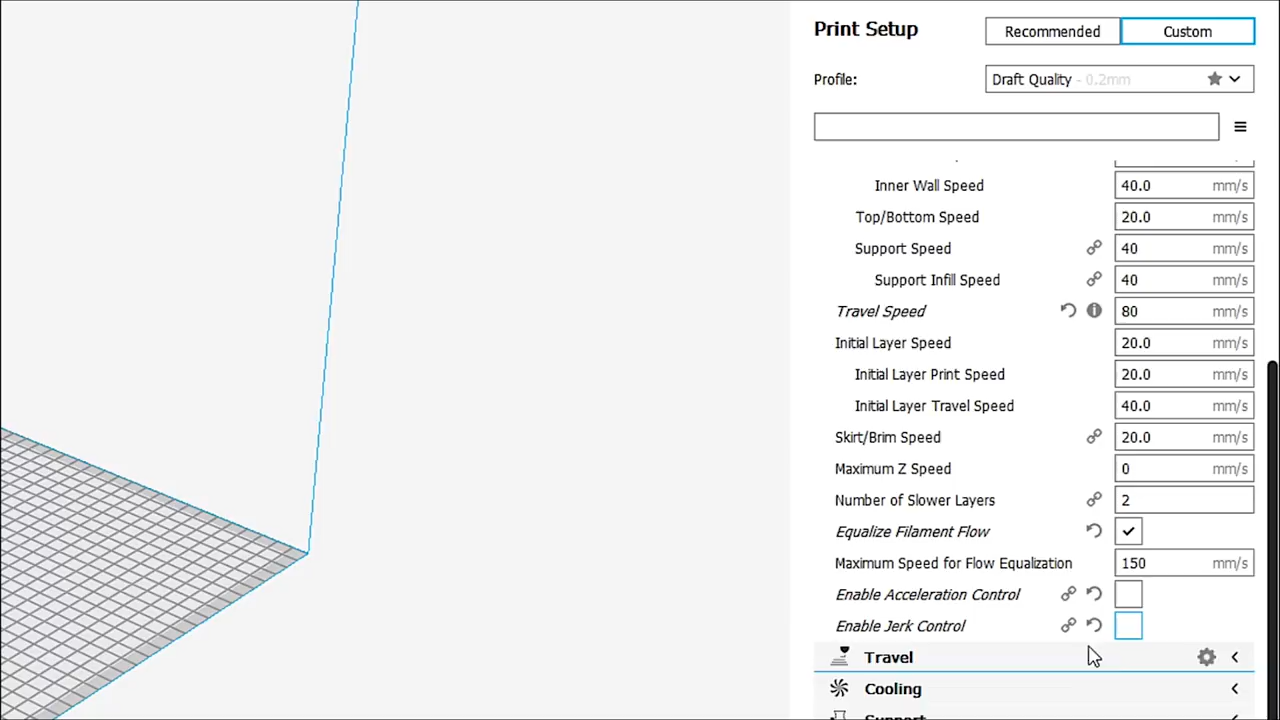 Print Setup
Recommended
Custom
Profile:
Draft Quality - 0.2mm
Inner Wall Speed 40.0 mm/s
Top/Bottom Speed 20.0 mm/s
Support Speed 40 mm/s
Support Infill Speed 40 mm/s
Travel Speed 80 mm/s
Initial Layer Speed 20.0 mm/s
Initial Layer Print Speed 20.0 mm/s
Initial Layer Travel Speed 40.0 mm/s
Skirt/Brim Speed 20.0 mm/s
Maximum Z Speed 0 mm/s
Number of Slower Layers 2
Equalize Filament Flow
Maximum Speed for Flow Equalization 150 mm/s
Enable Acceleration Control
Enable Jerk Control
Travel
Cooling
Support